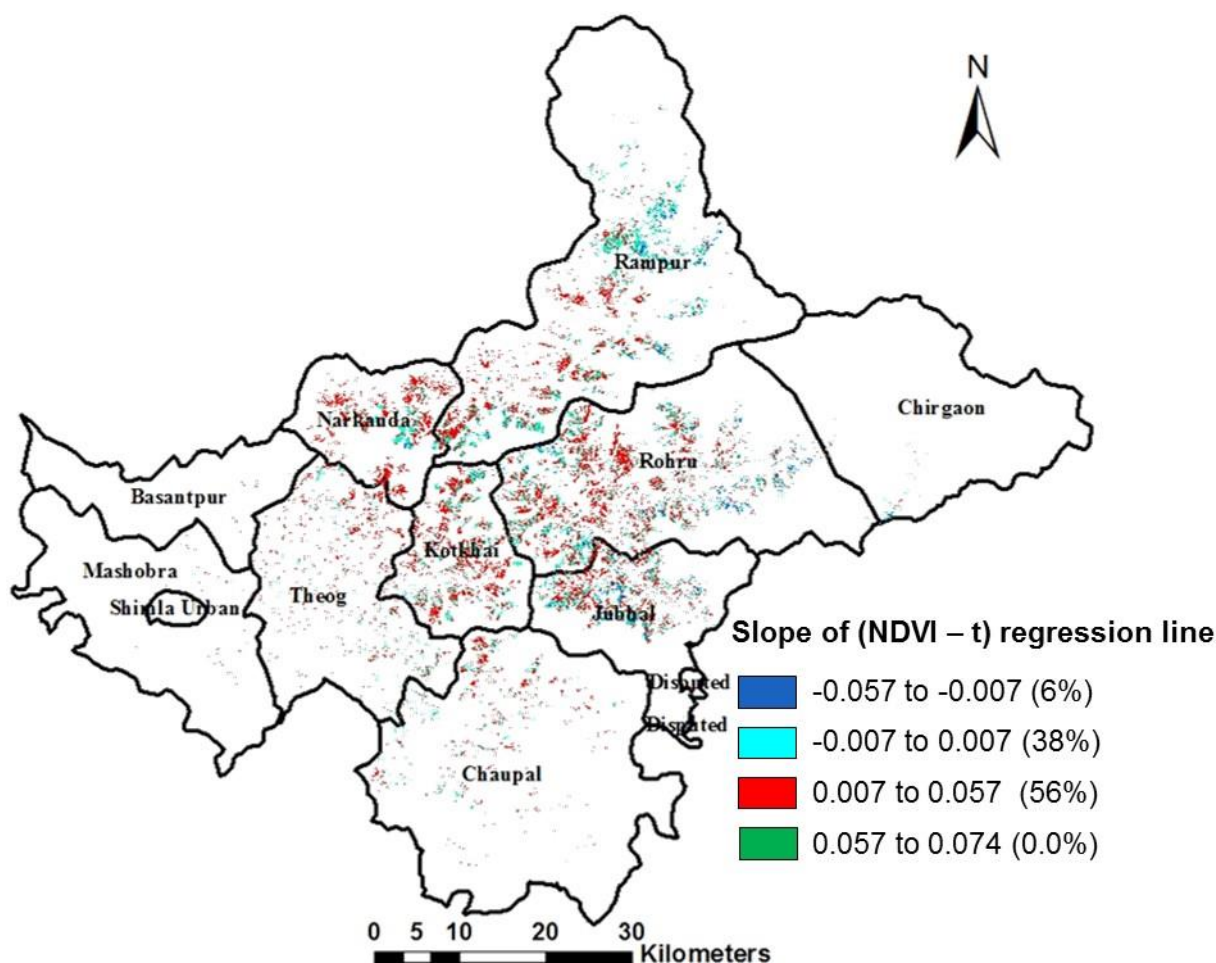 N
Rampur
Chirgaon
Narkanda
Rohru
Basantpur
Kotkhai
Mashobra
Theog
Shimla Urban
Jubhal
Slope of (NDVI – t) regression line
Disputed
-0.057 to -0.007 (6%)
Disputed
-0.007 to 0.007 (38%)
Chaupal
0.007 to 0.057 (56%)
0.057 to 0.074 (0.0%)
0 5 10 20 30
Kilometers